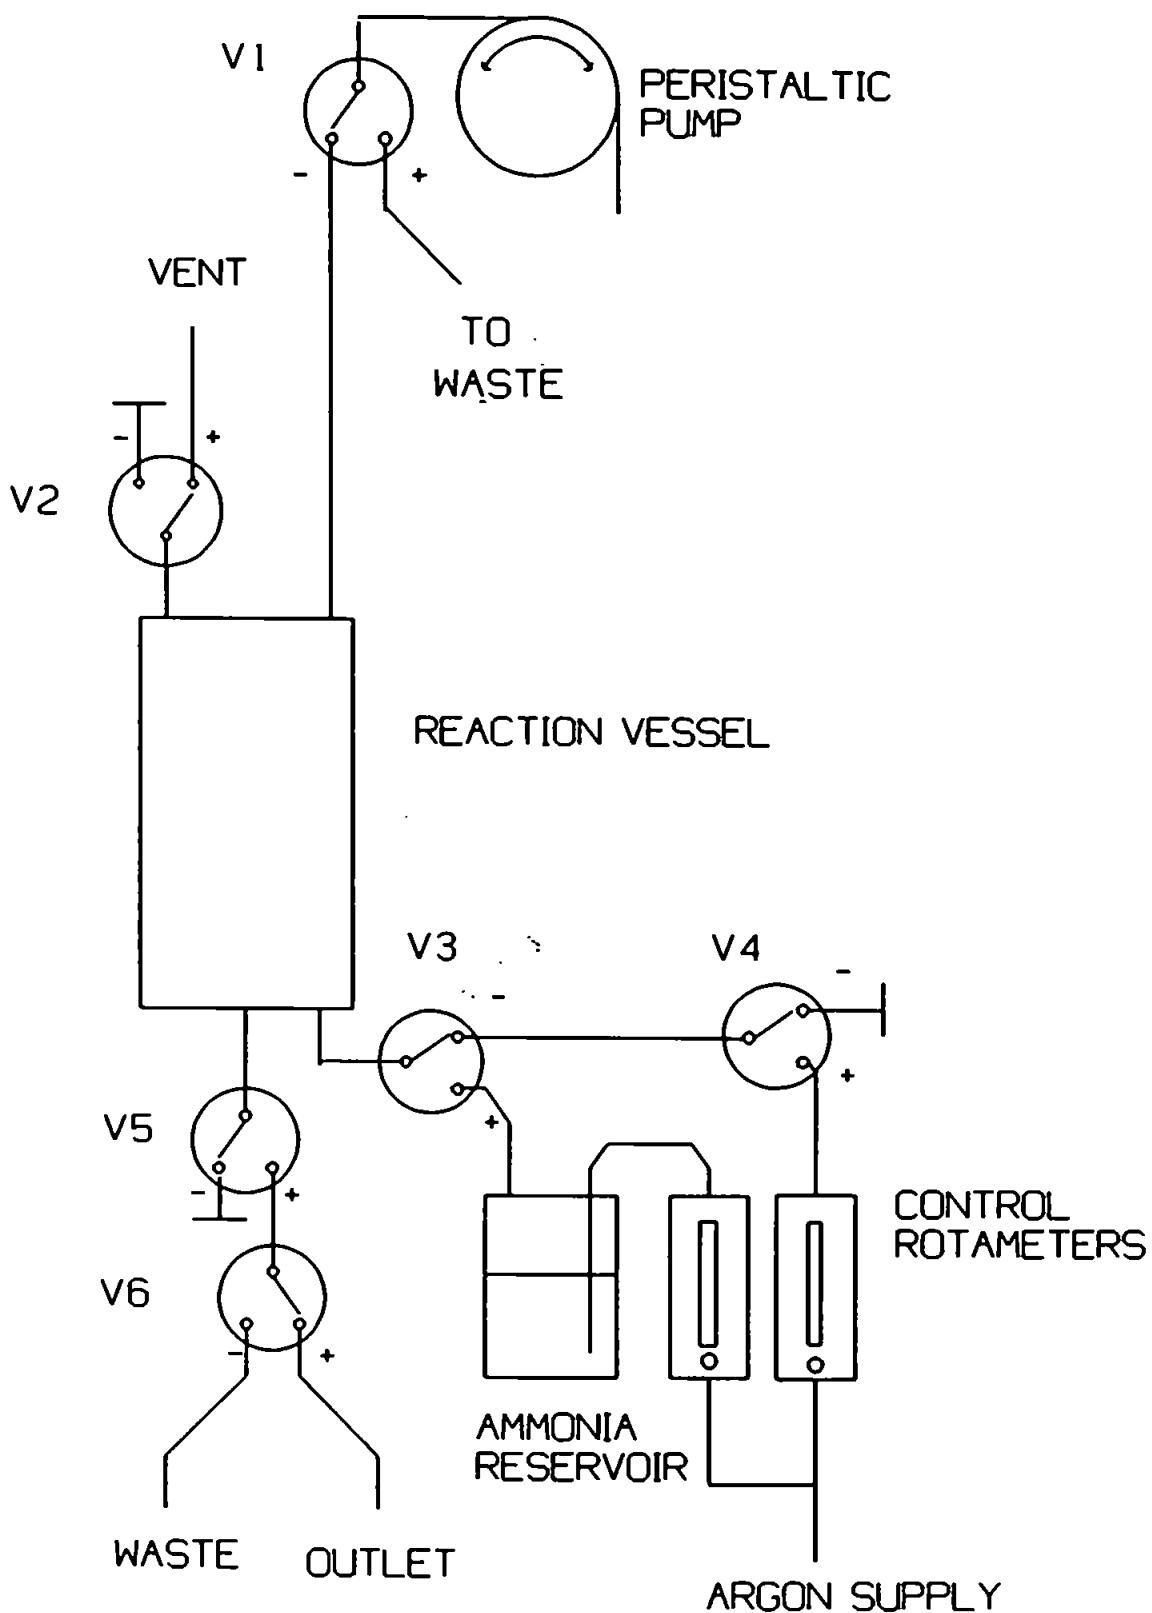 V1
PERISTALTIC
PUMP
- +
VENT
TO
WASTE
- +
V2
REACTION VESSEL
V3
V4
-
-
+
+
V5
- +
CONTROL
ROTAMETERS
V6
- +
AMMONIA
RESERVOIR
WASTE
OUTLET
ARGON SUPPLY